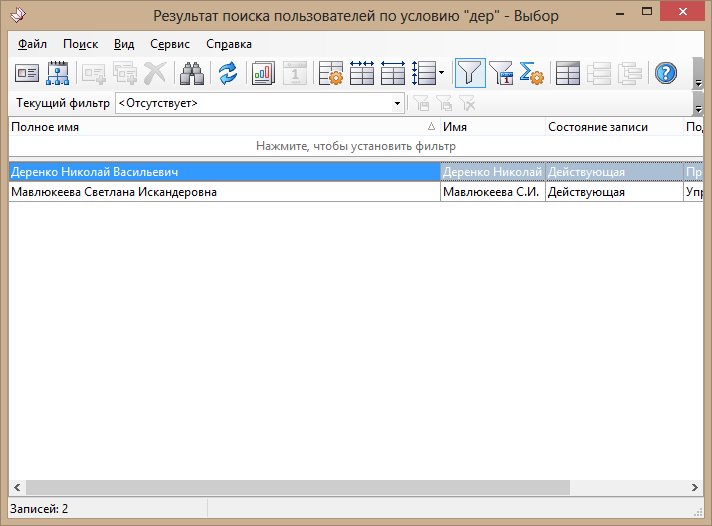 Результат поиска пользователей по условию "дер" - Выбор
Файл Поиск Вид Сервис Справка
1 1
Текущий фильтр <Отсутствует>
Полное имя Имя Состояние записи По
Нажмите, чтобы установить фильтр
Деренко Николай Васильевич Деренко Николай Действующая Пр
Мавлюкеева Светлана Искандеровна Мавлюкеева С.И. Действующая Упр
Записей: 2